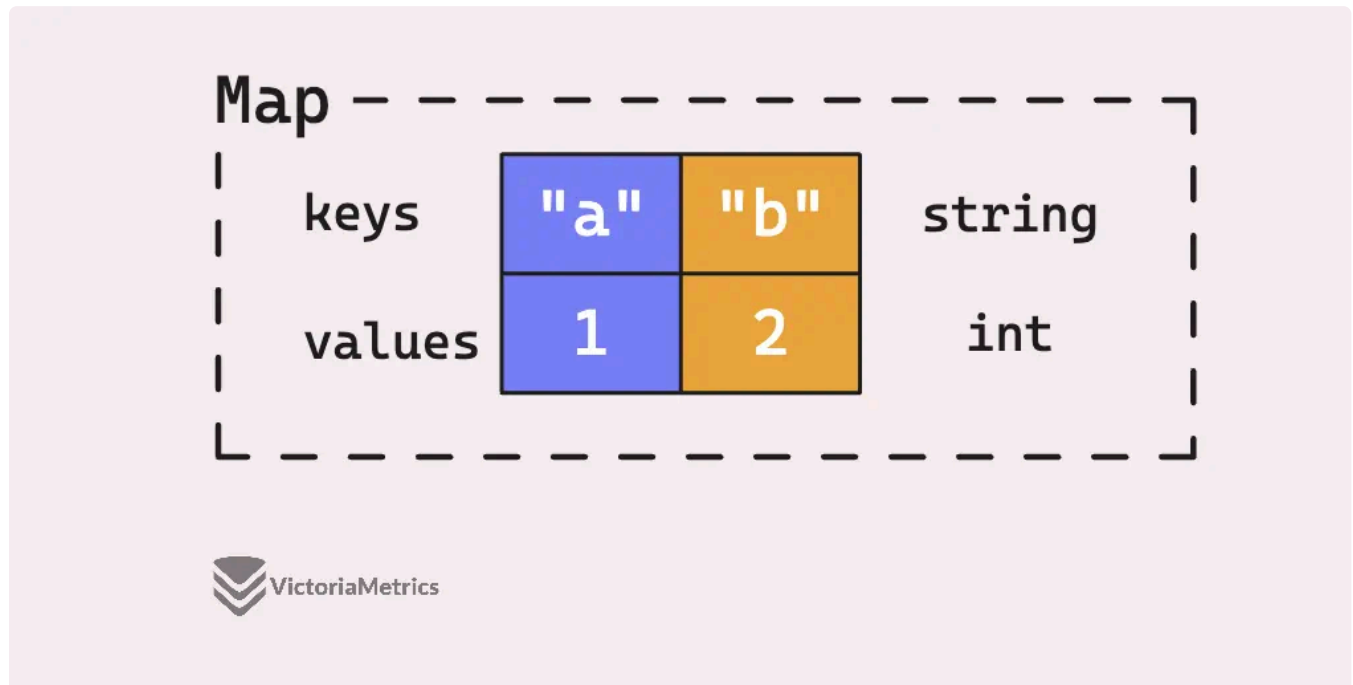 Map
keys "a" "b" string
values 1 2 int
VictoriaMetrics